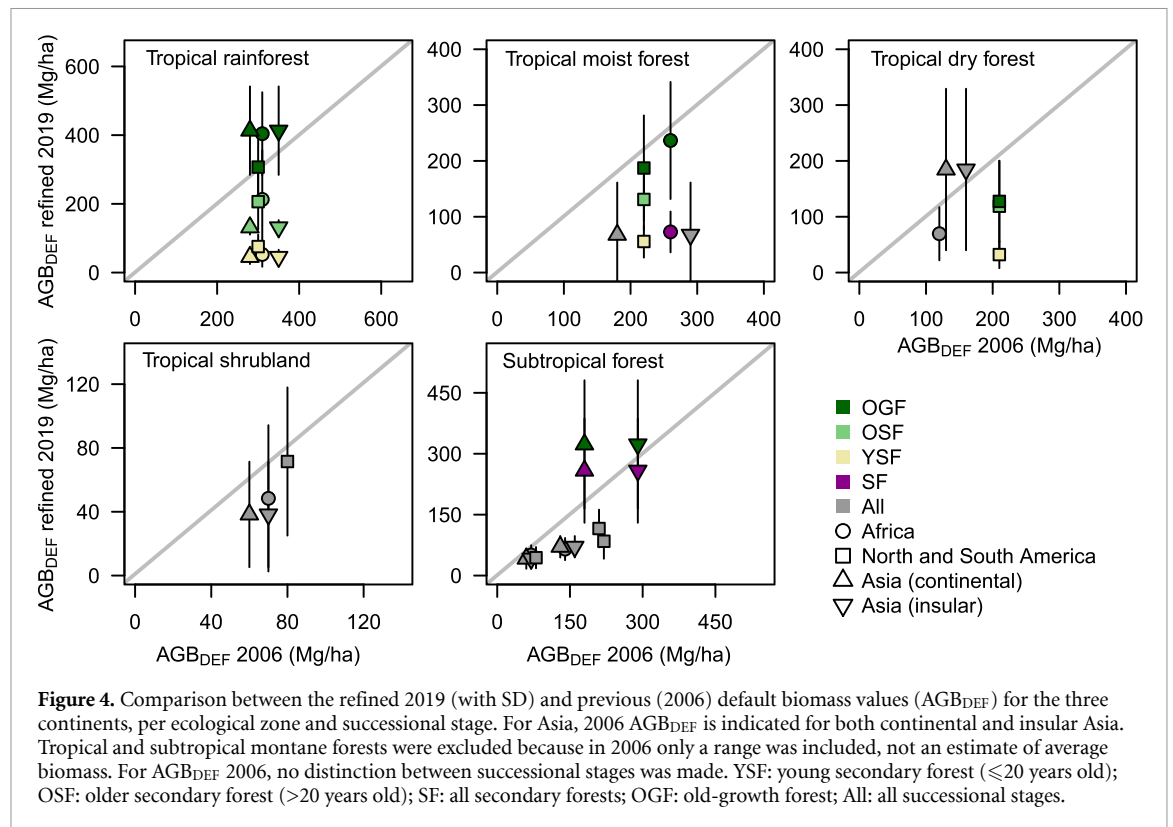 AGBDEF refined 2019 (Mg/ha)
Tropical rainforest
600
400
200
0
0 200 400 600
Tropical moist forest
400
300
200
100
0
0 100 200 300 400
Tropical dry forest
400
300
200
100
0
0 100 200 300 400
AGBDEF 2006 (Mg/ha)
AGBDEF refined 2019 (Mg/ha)
Tropical shrubland
120
80
40
0
0 40 80 120
AGBDEF 2006 (Mg/ha)
Subtropical forest
450
300
150
0
0 150 300 450
AGBDEF 2006 (Mg/ha)
OGF
OSF
YSF
SF
All
Africa
North and South America
Asia (continental)
Asia (insular)
Figure 4. Comparison between the refined 2019 (with SD) and previous (2006) default biomass values (AGBDEF) for the three
continents, per ecological zone and successional stage. For Asia, 2006 AGBDEF is indicated for both continental and insular Asia.
Tropical and subtropical montane forests were excluded because in 2006 only a range was included, not an estimate of average
biomass. For AGBDEF 2006, no distinction between successional stages was made. YSF: young secondary forest (⩽20 years old);
OSF: older secondary forest (>20 years old); SF: all secondary forests; OGF: old-growth forest; All: all successional stages.